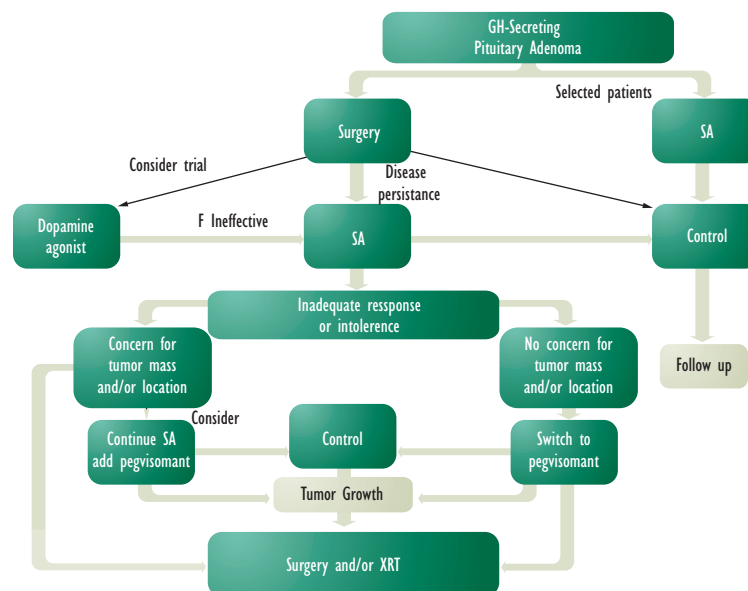 GH-Secreting
Pituitary Adenoma
Selected patients
Surgery
SA
Consider trial
Disease
persistance
Dopamine
agonist
F Ineffective
SA
Control
Inadequate ressponse
or intolerence
Concern for
tumor mass
and/or location
No concern for
tumor mass
and/or location
Follow up
Consider
Continue SA
add pegvisomant
Control
Switch to
pegvisomant
Tumor Growth
Surgery and/or XRT